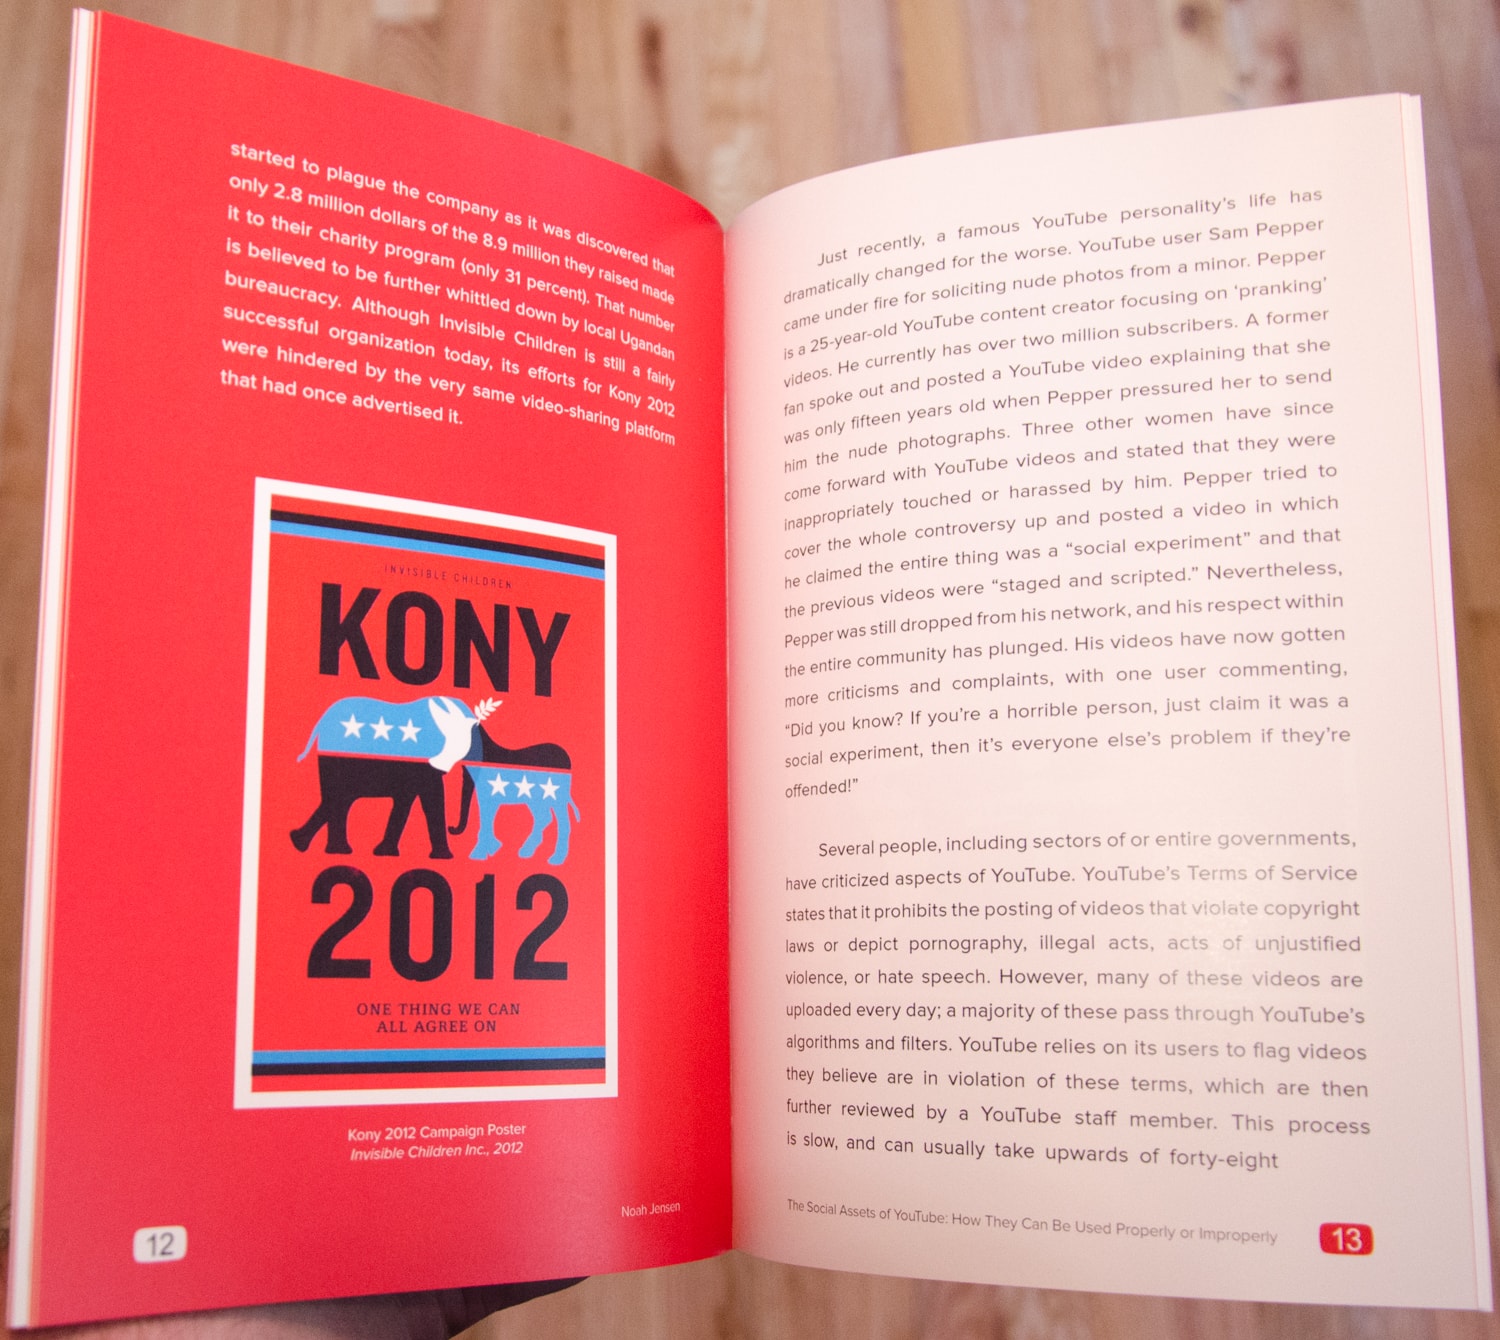 started to plague the company as it was discovered that
only 2.8 million dollars of the 8.9 million they raised made
it to their charity program (only 31 percent). That number
is believed to be further whittled down by local Ugandan
bureaucracy. Although Invisible Children is still a fairly
successful organization today, its efforts for Kony 2012
were hindered by the very same video-sharing platform
that had once advertised it.
INVISIBLE CHILDREN
KONY
2012
ONE THING WE CAN
ALL AGREE ON
Kony 2012 Campaign Poster
Invisible Children Inc., 2012
Noah Jensen
12
Just recently, a famous YouTube personality's life has
dramatically changed for the worse. YouTube user Sam Pepper
came under fire for soliciting nude photos from a minor. Pepper
is a 25-year-old YouTube content creator focusing on ‘pranking’
videos. He currently has over two million subscribers. A former
fan spoke out and posted a YouTube video explaining that she
was only fifteen years old when Pepper pressured her to send
him the nude photographs. Three other women have since
come forward with YouTube videos and stated that they were
inappropriately touched or harassed by him. Pepper tried to
cover the whole controversy up and posted a video in which
he claimed the entire thing was a “social experiment” and that
the previous videos were “staged and scripted.” Nevertheless,
Pepper was still dropped from his network, and his respect within
the entire community has plunged. His videos have now gotten
more criticisms and complaints, with one user commenting,
“Did you know? If you're a horrible person, just claim it was a
social experiment, then it's everyone else's problem if they're
offended!”
Several people, including sectors of or entire governments,
have criticized aspects of YouTube. YouTube's Terms of Service
states that it prohibits the posting of videos that violate copyright
laws or depict pornography, illegal acts, acts of unjustified
violence, or hate speech. However, many of these videos are
uploaded every day; a majority of these pass through YouTube's
algorithms and filters. YouTube relies on its users to flag videos
they believe are in violation of these terms, which are then
further reviewed by a YouTube staff member. This process
is slow, and can usually take upwards of forty-eight
The Social Assets of YouTube: How They Can Be Used Properly or Improperly
13